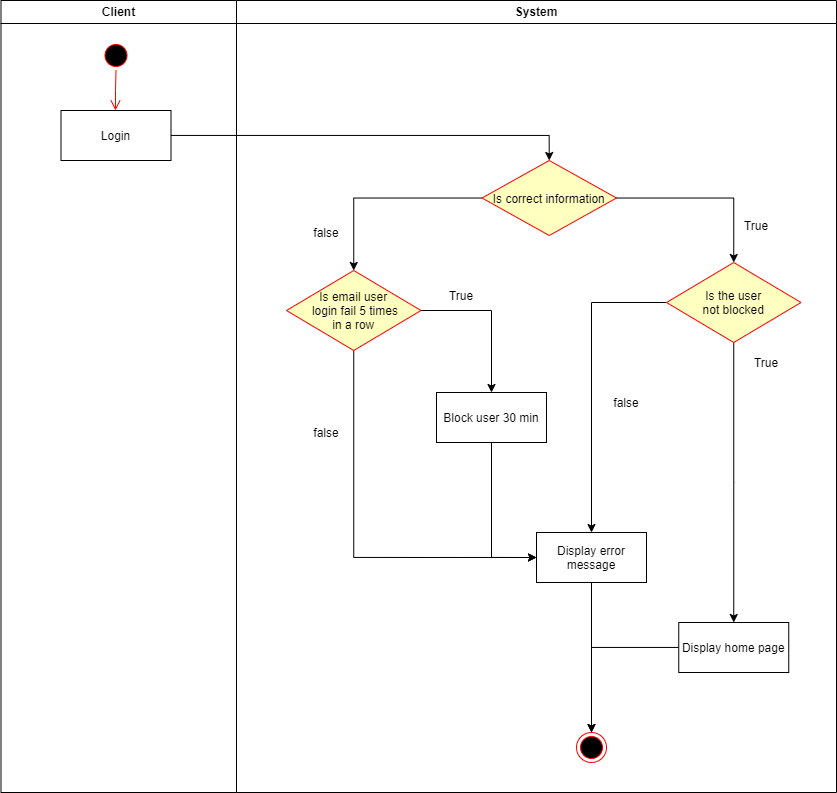 Client
System
Login
Is correct information
false
True
Is email user
login fail 5 times
in a row
True
Is the user
not blocked
True
false
Block user 30 min
false
Display error
message
Display home page